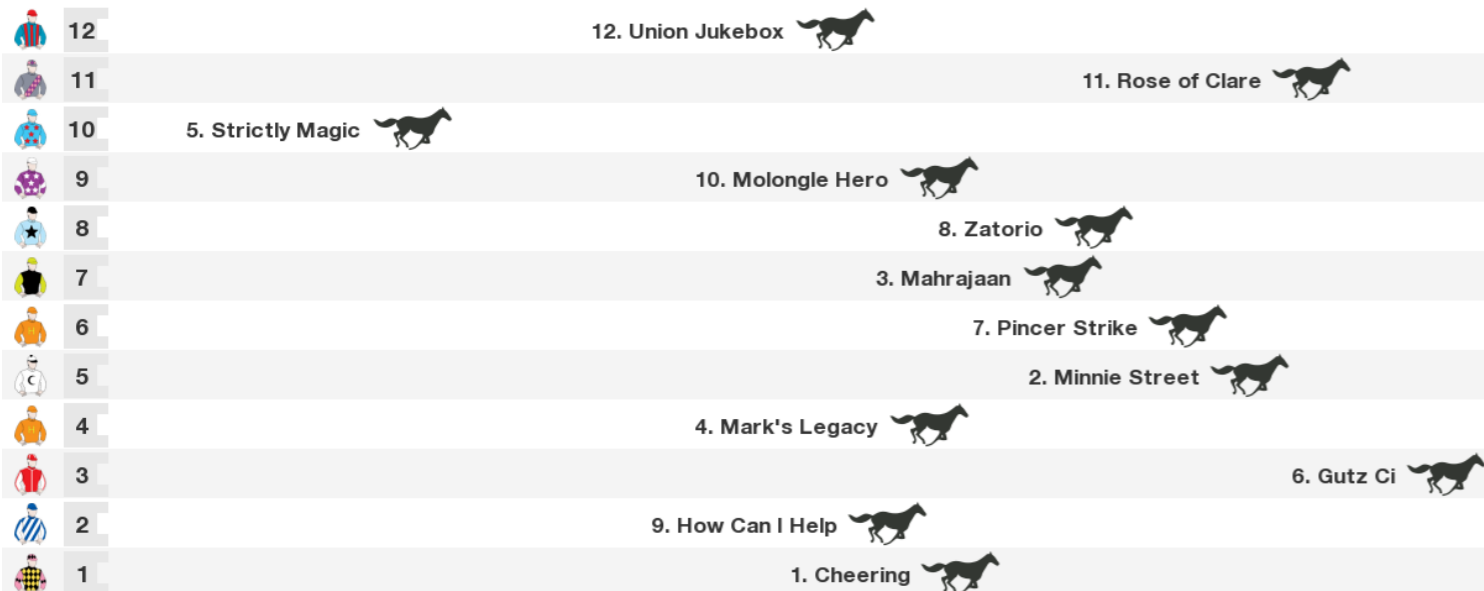 12 12. Union Jukebox
11 11. Rose of Clare
10 5. Strictly Magic
9 10. Molongle Hero
8 8. Zatorio
7 3. Mahrajaan
6 7. Pincer Strike
5 2. Minnie Street
4 4. Mark's Legacy
3 6. Gutz Ci
2 9. How Can I Help
1 1. Cheering